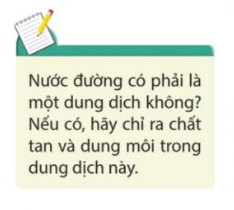 Nước đường có phải là
một dung dịch không?
Nếu có, hãy chỉ ra chất
tan và dung môi trong
dung dịch này.